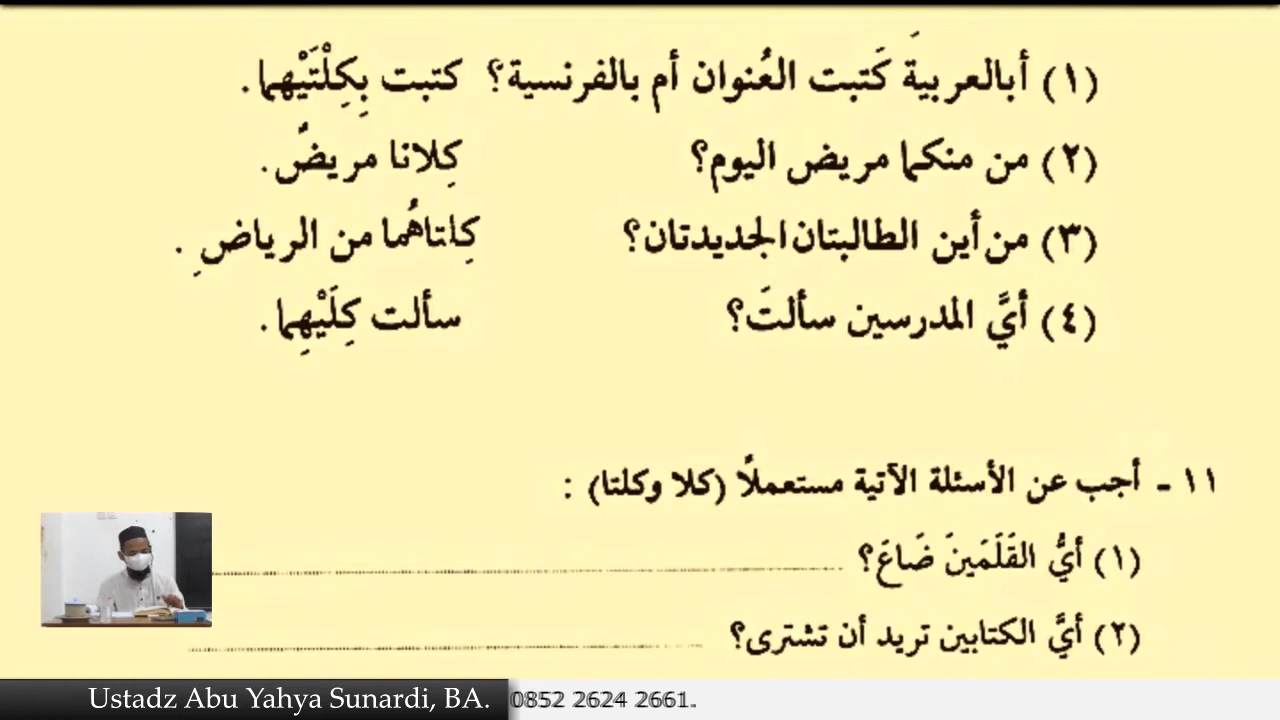 (١) أبالعربيةَ كَتبت العُنوان أم بالفرنسية؟ كتبت بِكِلْتَيْهِما.
(٢) من منكما مريض اليوم؟ كِلانا مريضٌ.
(٣) من أين الطالبتان الجديدتان؟ كِلتاهُما من الرياضِ.
(٤) أيَّ المدرسين سألتَ؟ سألت كِلَيْهِما.
١١ - أجب عن الأسئلة الآتية مستعملاً (كلا وكلتا) :
(١) أيُّ القَلَمَينَ ضَاعَ؟
(٢) أيَّ الكتابين تريد أن تشترى؟
Ustadz Abu Yahya Sunardi, BA. 0852 2624 2661.